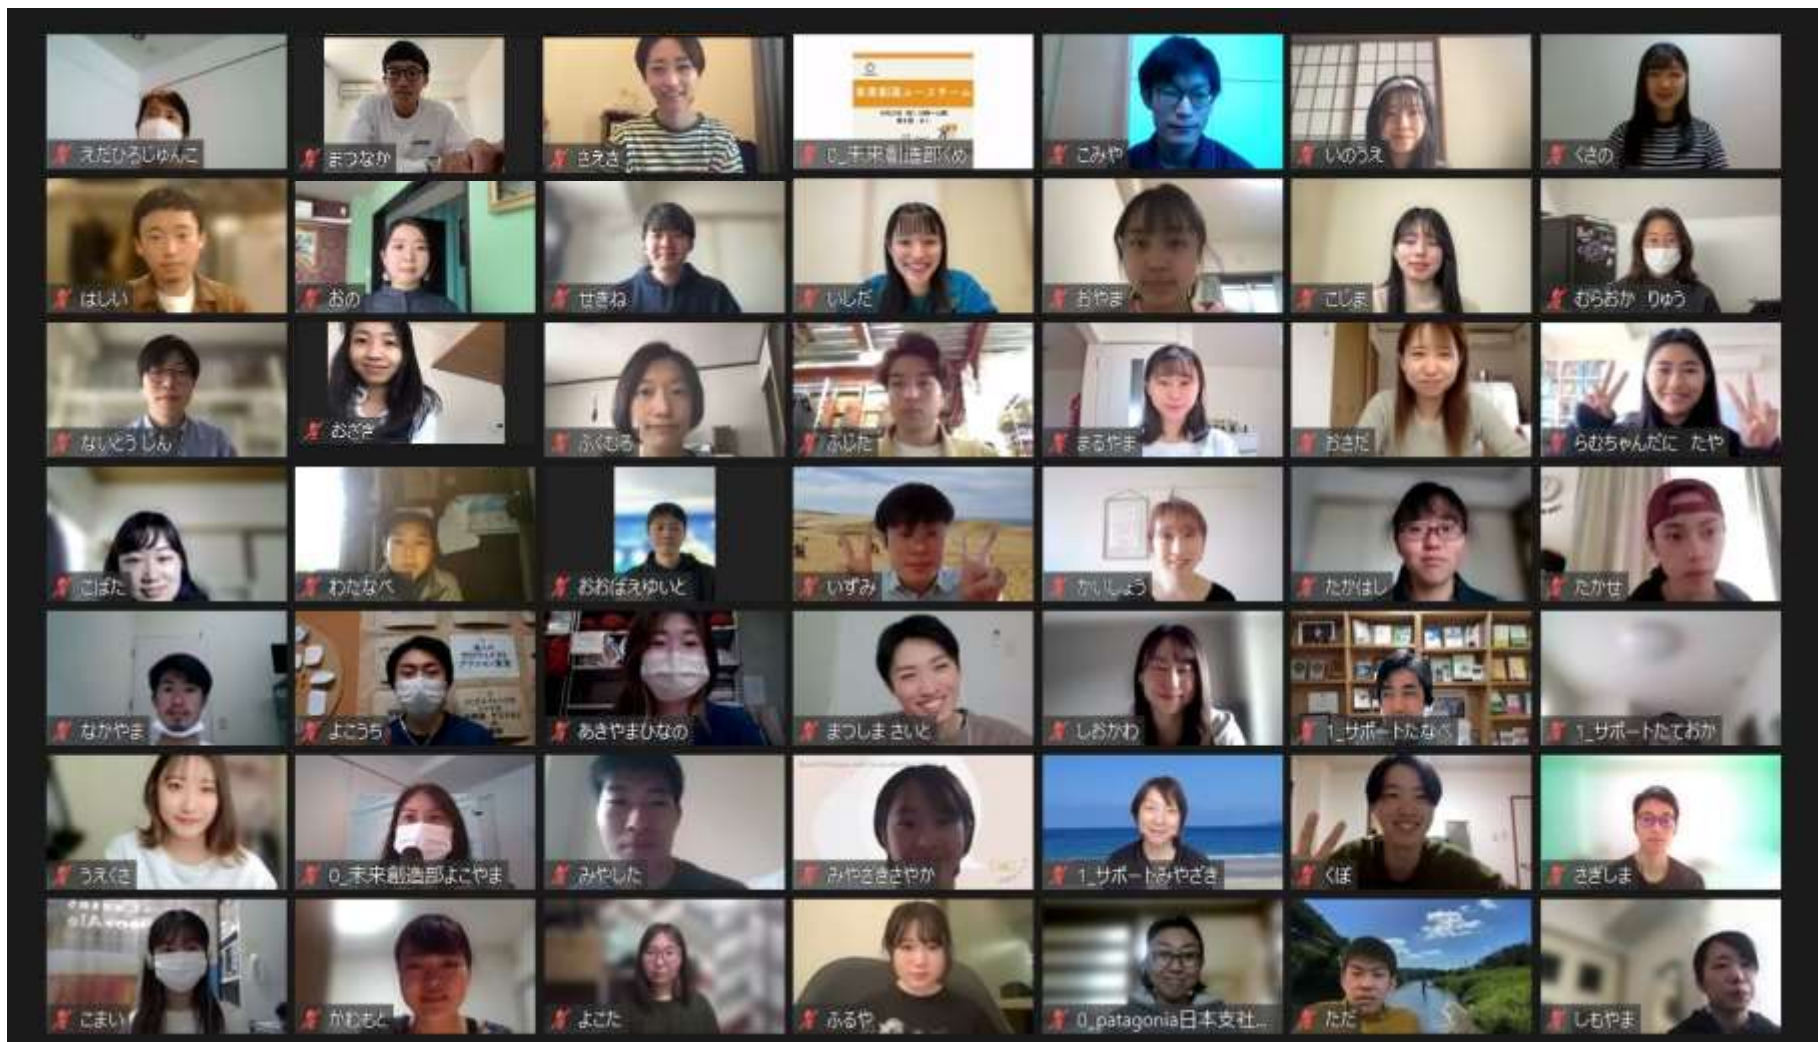 えだひろじゅんこ
まつなか
さえき
未来創造ユースチーム
0_未来創造部くめ
こみや
いのうえ
くさの
はしい
おの
せきね
いしだ
おやま
こじま
むらおか りゅう
ないとう じん
おざき
ふくむろ
ふじた
まるやま
おさだ
らむちゃんだに たや
こばた
わたなべ
おおばえゆいと
いずみ
かいしょう
たかはし
たかせ
なかやま
よこうち
あきやまひなの
まつしま さいと
しおかわ
1_サポートたなべ
1_サポートたておか
うえくさ
0_未来創造部よこやま
みやした
みやざきさやか
1_サポートみやざき
くぼ
さぎしま
こまい
かわもと
よこた
ふるや
0_patagonia日本支社...
ただ
しもやま